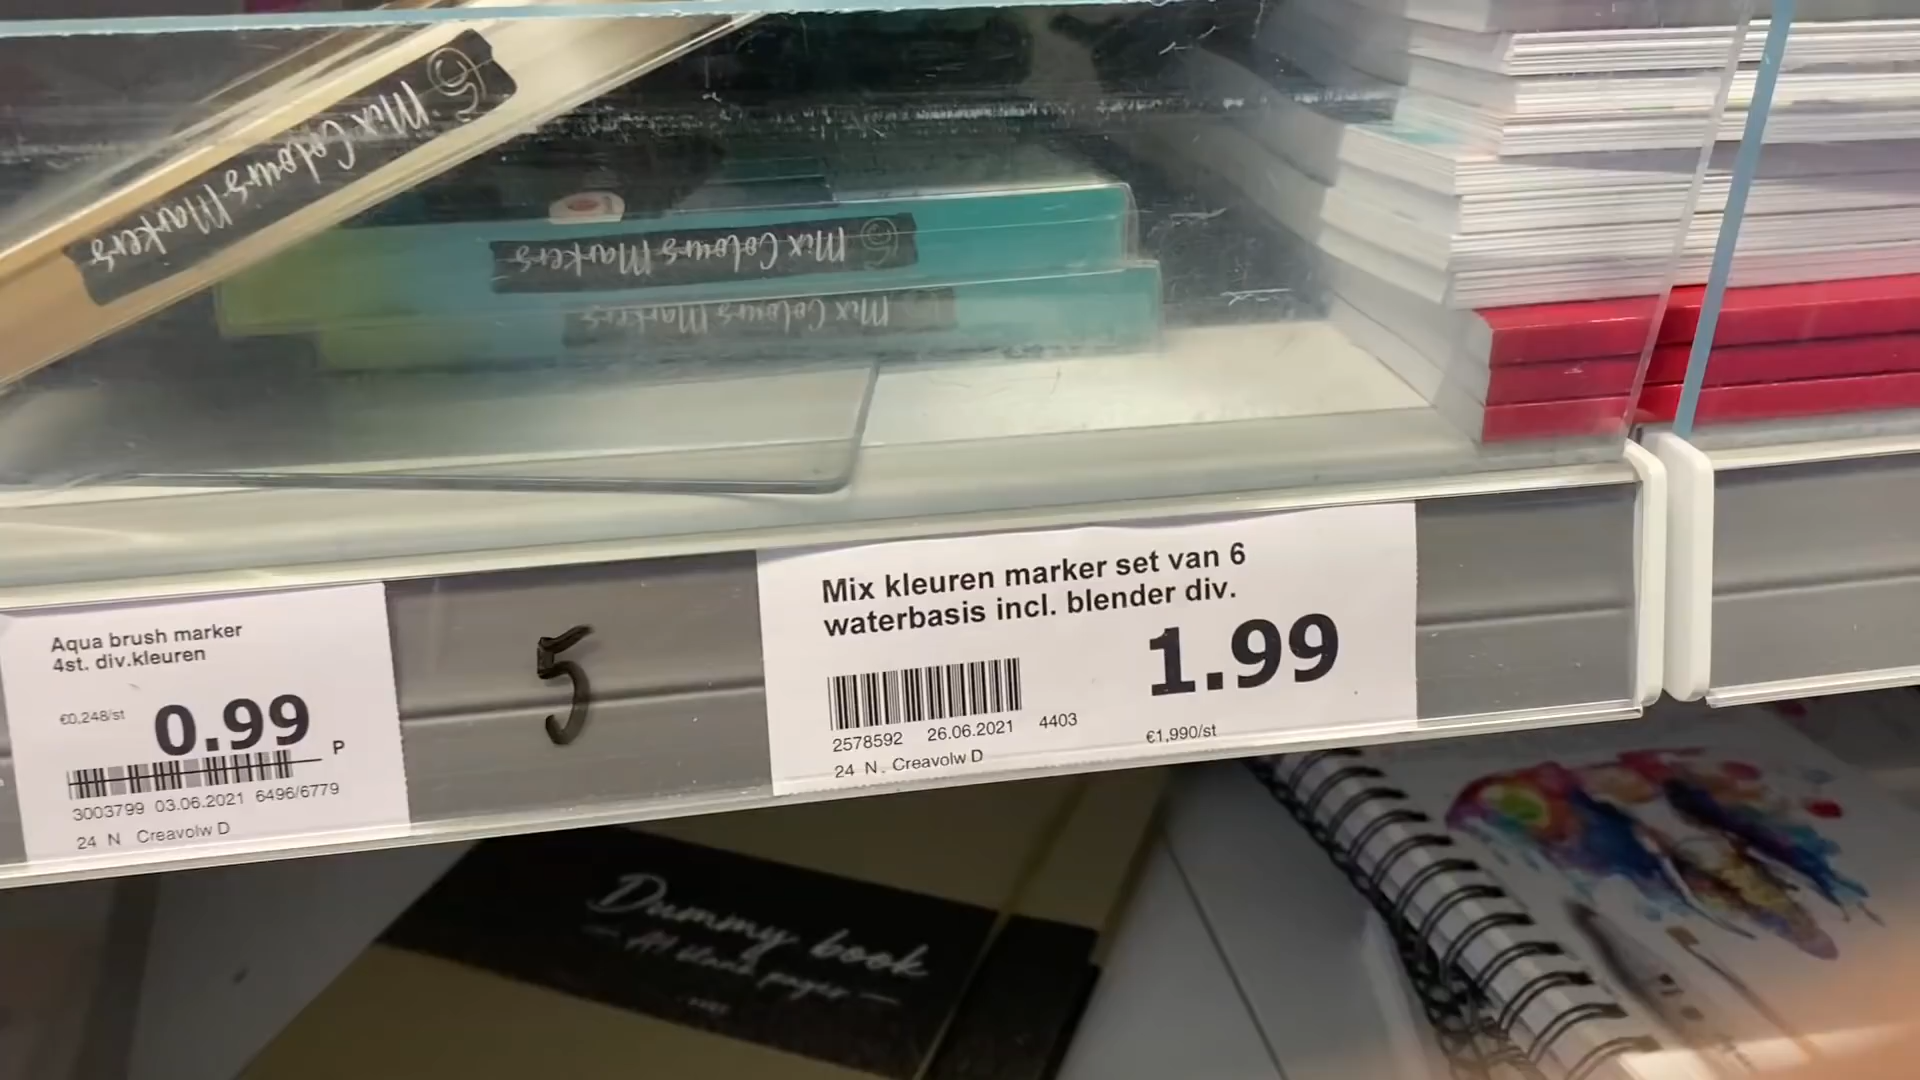 Mix Colours Markers
Mix Colours Markers
Mix Colours Markers
Aqua brush marker
4st. div.kleuren
€0,248/st
0.99
P
3003799 03.06.2021 6496/6779
24 N Creavolw D
5
Mix kleuren marker set van 6
waterbasis incl. blender div.
1.99
2578592 26.06.2021 4403
€1,990/st
24 N. Creavolw D
Dummy book